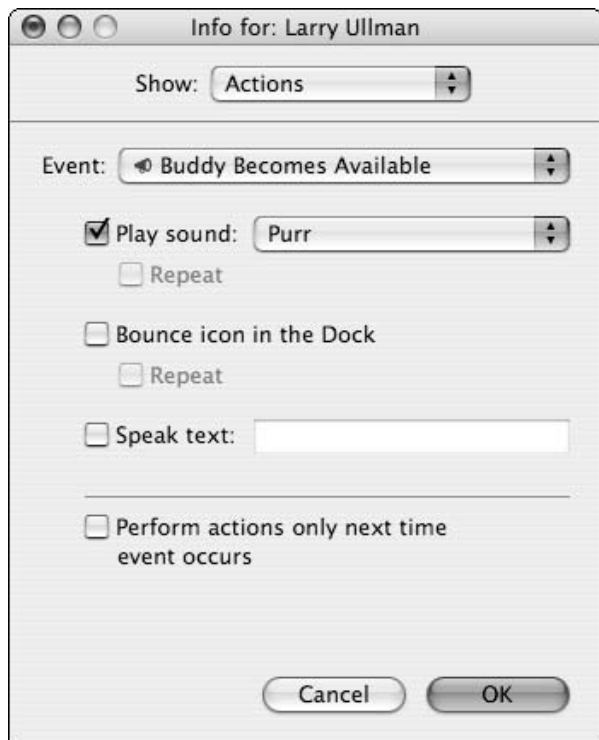 Info for: Larry Ullman
Show: Actions
Event: Buddy Becomes Available
Play sound: Purr
Repeat
Bounce icon in the Dock
Repeat
Speak text:
Perform actions only next time
event occurs
Cancel OK